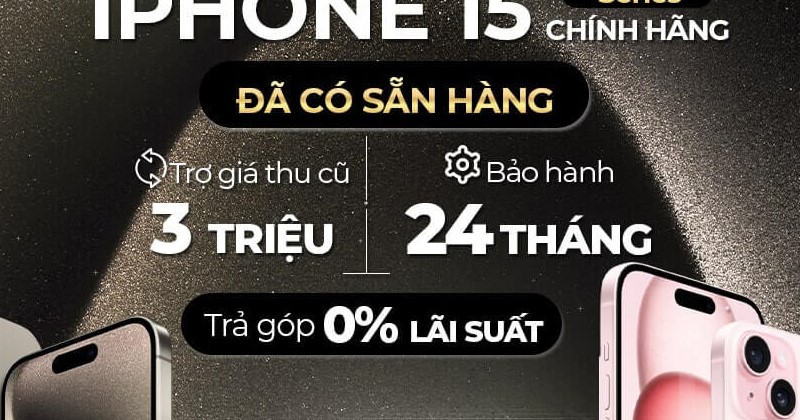 IPHONE 15 Series
CHÍNH HÃNG
ĐÃ CÓ SẴN HÀNG
Trợ giá thu cũ
3 TRIỆU
Bảo hành
24 THÁNG
Trả góp 0% LÃI SUẤT